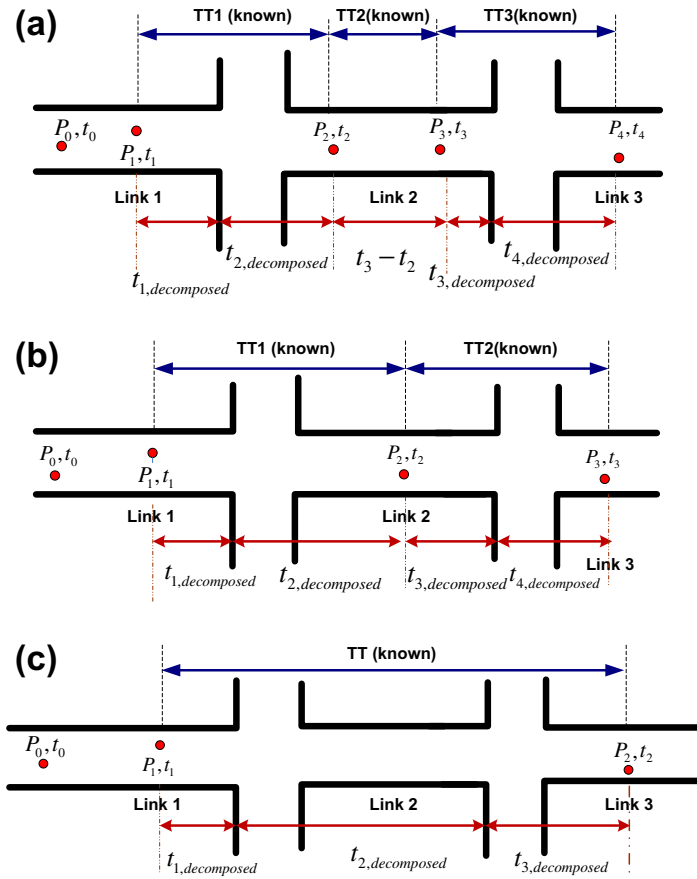 (a)
TT1 (known) TT2(known) TT3(known)
P₀,t₀ P₁,t₁ P₂,t₂ P₃,t₃ P₄,t₄
Link 1 Link 2 Link 3
t₁,decomposed t₂,decomposed t₃ − t₂ t₃,decomposed t₄,decomposed
(b)
TT1 (known) TT2(known)
P₀,t₀ P₁,t₁ P₂,t₂ P₃,t₃
Link 1 Link 2
t₁,decomposed t₂,decomposed t₃,decomposed t₄,decomposed Link 3
(c)
TT (known)
P₀,t₀ P₁,t₁ P₂,t₂
Link 1 Link 2 Link 3
t₁,decomposed t₂,decomposed t₃,decomposed